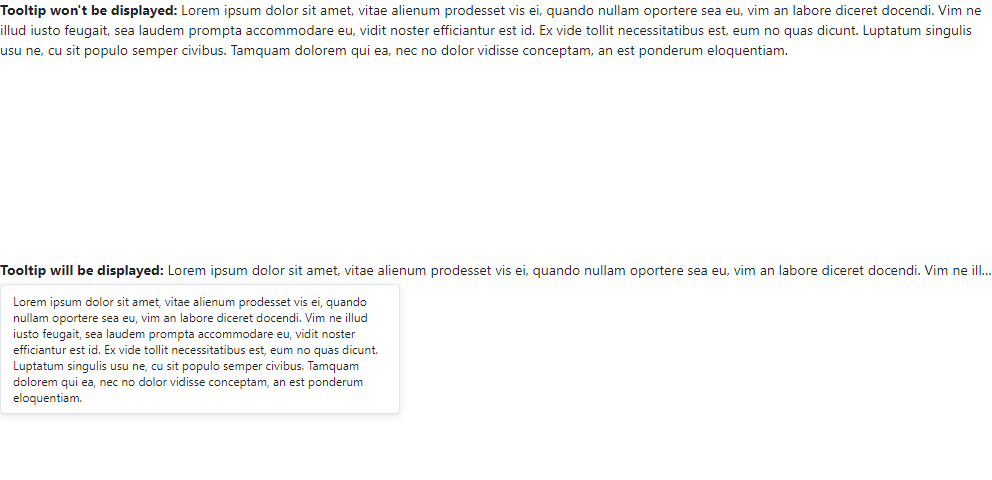 Tooltip won't be displayed: Lorem ipsum dolor sit amet, vitae alienum prodesset vis ei, quando nullam oportere sea eu, vim an labore diceret docendi. Vim ne
illud iusto feugait, sea laudem prompta accommodare eu, vidit noster efficiantur est id. Ex vide tollit necessitatibus est, eum no quas dicunt. Luptatum singulis
usu ne, cu sit populo semper civibus. Tamquam dolorem qui ea, nec no dolor vidisse conceptam, an est ponderum eloquentiam.
Tooltip will be displayed: Lorem ipsum dolor sit amet, vitae alienum prodesset vis ei, quando nullam oportere sea eu, vim an labore diceret docendi. Vim ne ill...
Lorem ipsum dolor sit amet, vitae alienum prodesset vis ei, quando
nullam oportere sea eu, vim an labore diceret docendi. Vim ne illud
iusto feugait, sea laudem prompta accommodare eu, vidit noster
efficiantur est id. Ex vide tollit necessitatibus est, eum no quas dicunt.
Luptatum singulis usu ne, cu sit populo semper civibus. Tamquam
dolorem qui ea, nec no dolor vidisse conceptam, an est ponderum
eloquentiam.